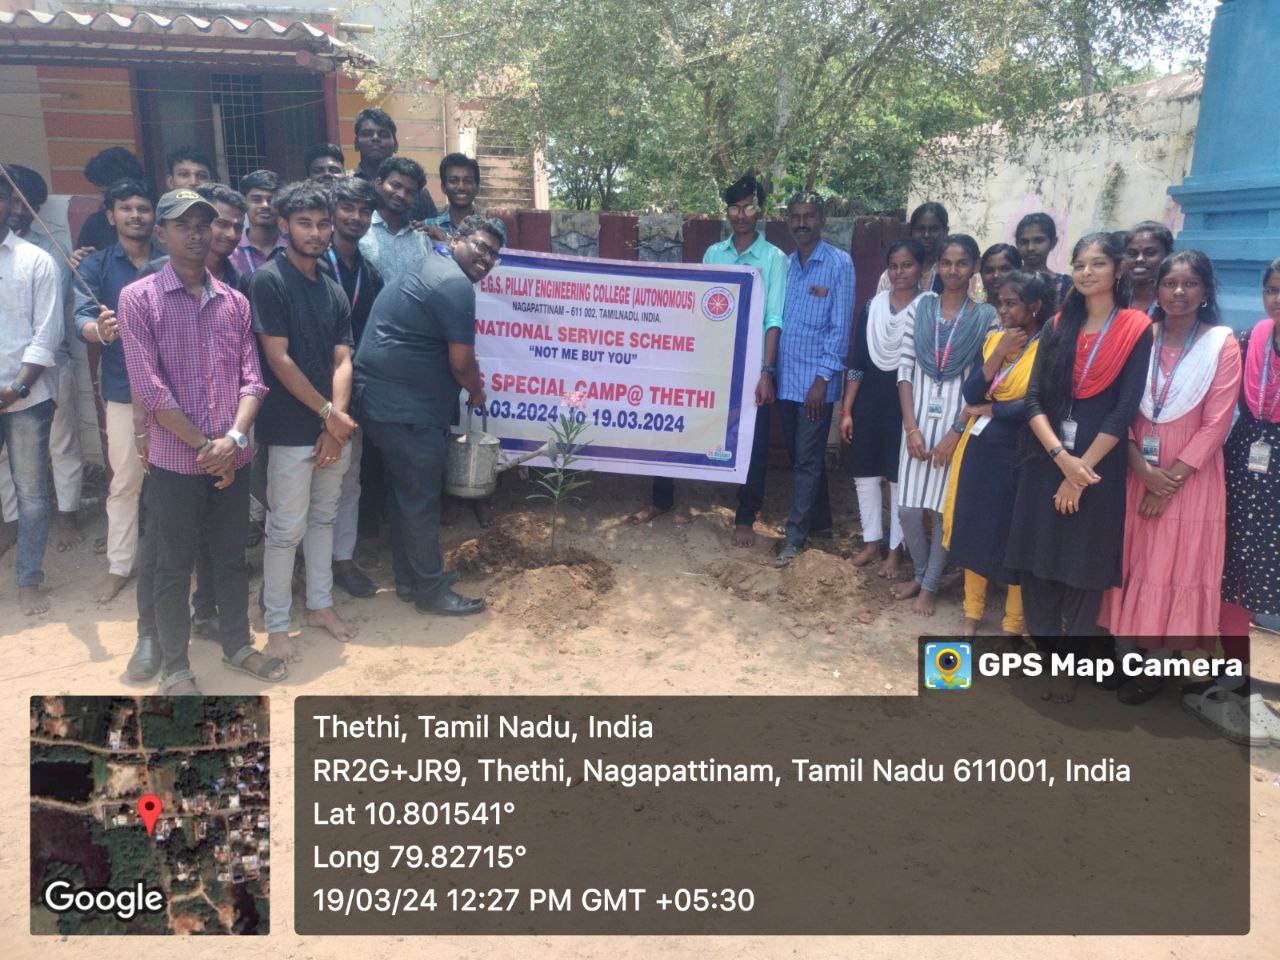 E.G.S. PILLAY ENGINEERING COLLEGE (AUTONOMOUS)
NAGAPATTINAM – 611 002, TAMILNADU, INDIA.
NATIONAL SERVICE SCHEME
“NOT ME BUT YOU”
SPECIAL CAMP@ THETHI
.03.2024 to 19.03.2024
GPS Map Camera
Thethi, Tamil Nadu, India
RR2G+JR9, Thethi, Nagapattinam, Tamil Nadu 611001, India
Lat 10.801541°
Long 79.82715°
19/03/24 12:27 PM GMT +05:30
Google